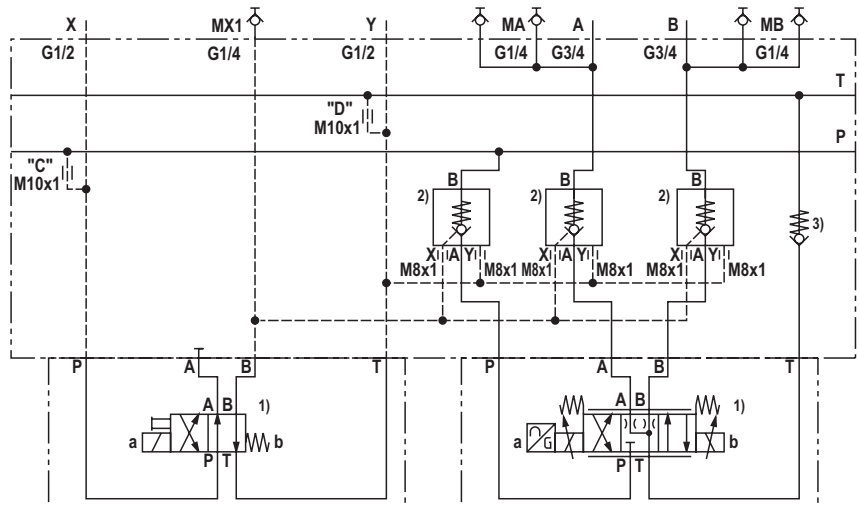 X MX1 Y MA A B MB
G1/2 G1/4 G1/2 G1/4 G3/4 G3/4 G1/4
T
"D"
M10x1
P
"C"
M10x1
B B B
2) 2) 2)
3)
X A Y X A Y X A Y
M8x1 M8x1 M8x1 M8x1 M8x1 M8x1
P A B T P A B T
A B 1) A B 1)
a b a G b
P T P T